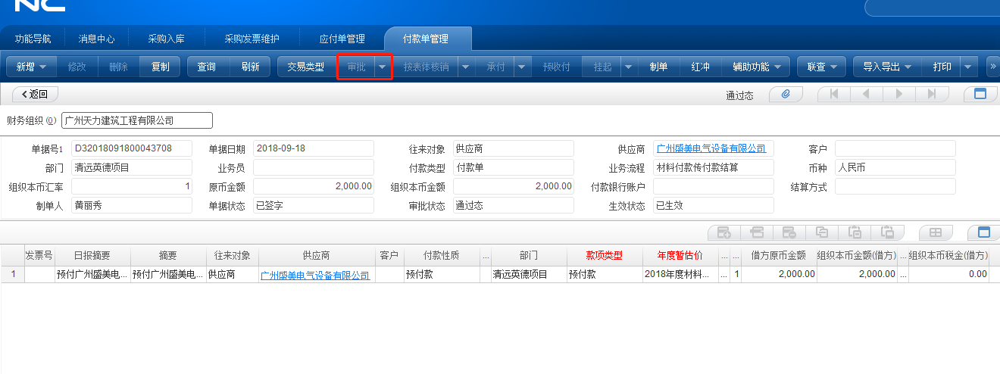 NC
功能导航 消息中心 采购入库 采购发票维护 应付单管理 付款单管理
新增 修改 删除 复制 查询 刷新 交易类型 审批 按表体核销 承付 预收付 挂起 制单 红冲 辅助功能 联查 导入导出 打印 »
返回 通过态
财务组织(O) 广州天力建筑工程有限公司
单据号1 D32018091800043708 单据日期 2018-09-18 往来对象 供应商 供应商 广州盛美电气设备有限公司 客户
部门 清远英德项目 业务员 付款类型 付款单 业务流程 材料付款传付款结算 币种 人民币
组织本币汇率 1 原币金额 2,000.00 组织本币金额 2,000.00 付款银行账户 结算方式
制单人 黄丽秀 单据状态 已签字 审批状态 通过态 生效状态 已生效
发票号 日报摘要 摘要 往来对象 供应商 客户 付款性质 ... 部门 款项类型 年度暂估价 ... ... 借方原币金额 组织本币金额(借方) ... 组织本币税金(借方)
1 预付广州盛美电... 预付广州盛美电... 供应商 广州盛美电气设备有限公司 预付款 清远英德项目 预付款 2018年度材料... ... 1 2,000.00 2,000.00 ... 0.00